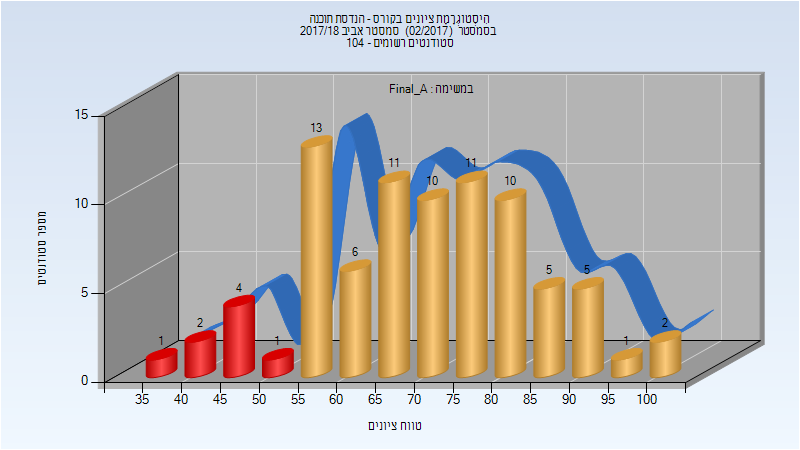 היסטוגרמת ציונים בקורס - הנדסת תוכנה
בסמסטר (02/2017) סמסטר אביב 2017/18
סטודנטים רשומים - 104
במשימה : Final_A
מספר סטודנטים
15
10
5
0
1
2
4
1
13
6
11
10
11
10
5
5
1
2
35 40 45 50 55 60 65 70 75 80 85 90 95 100
טווח ציונים